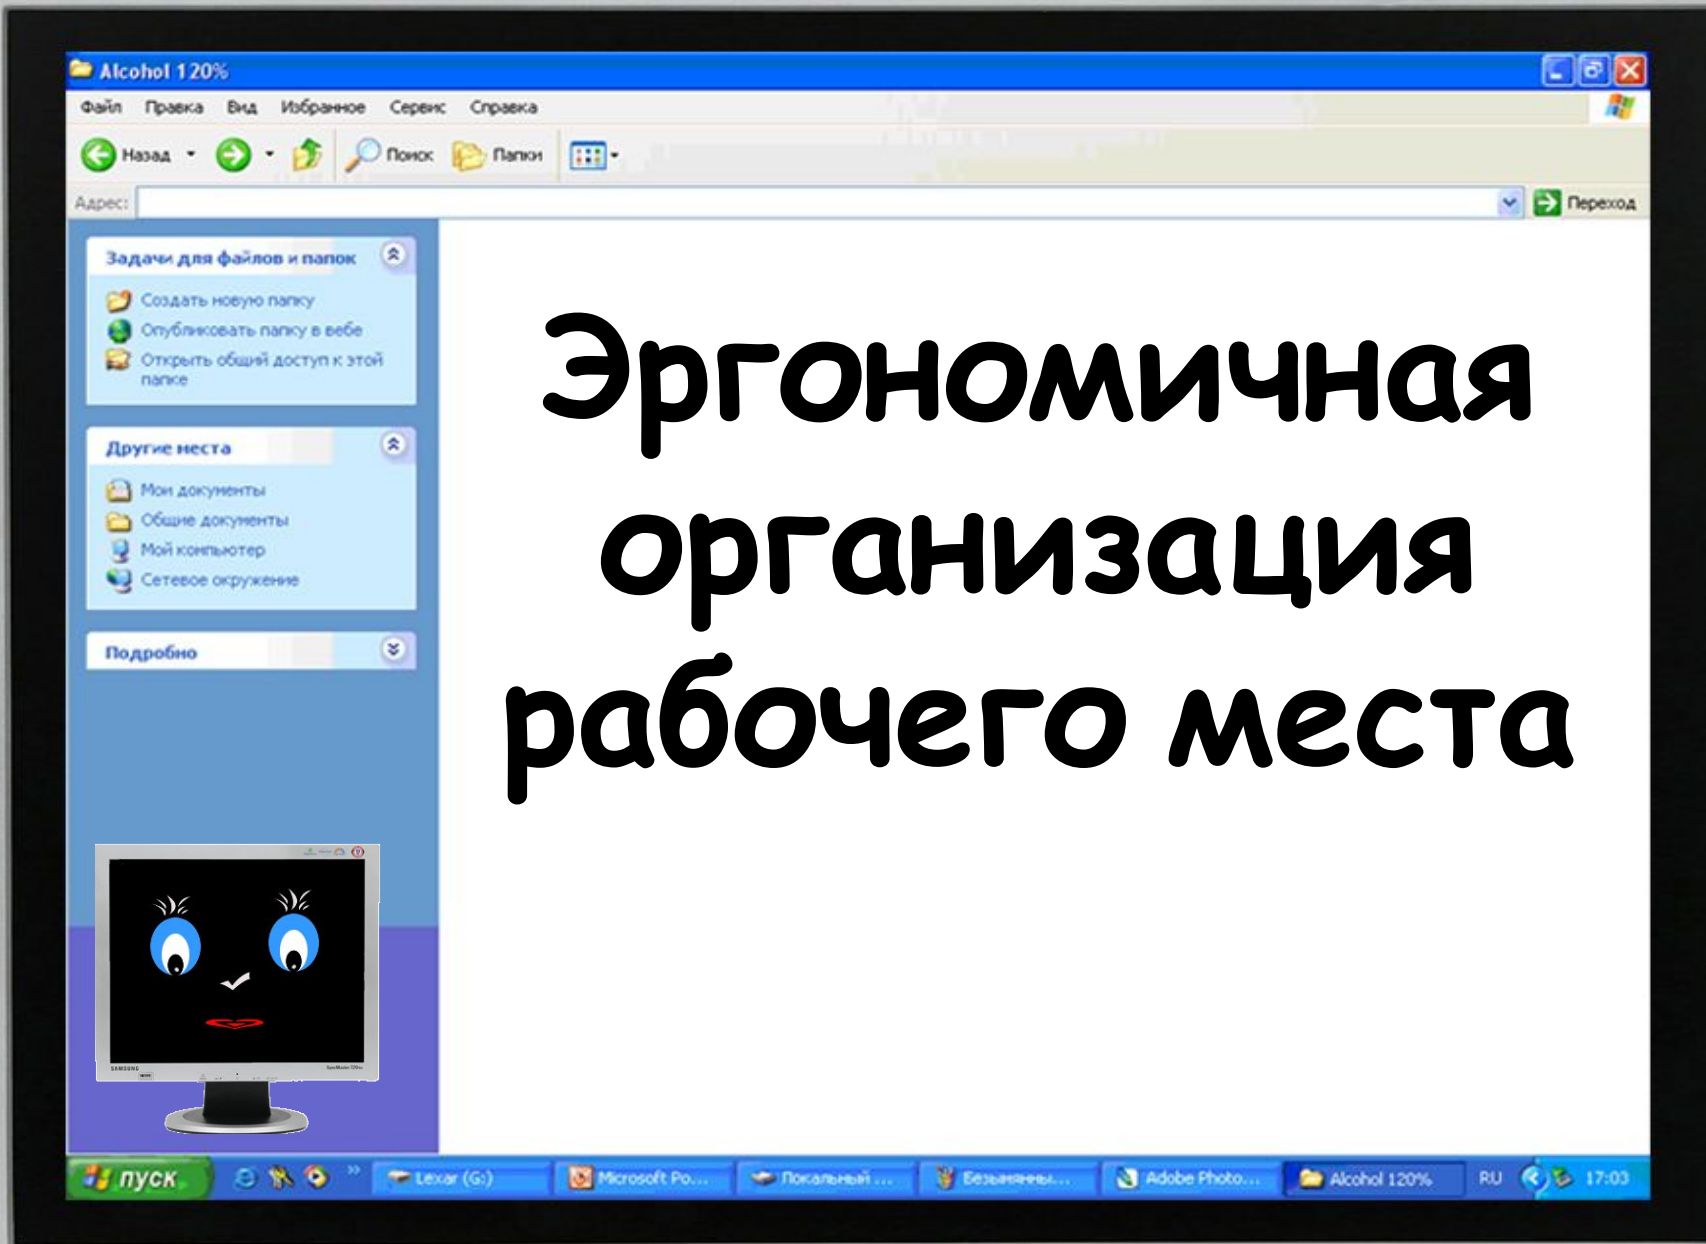 Alcohol 120%
Файл Правка Вид Избранное Сервис Справка
Назад Поиск Папки
Адрес: Переход
Задачи для файлов и папок
Создать новую папку
Опубликовать папку в вебе
Открыть общий доступ к этой
папке
Другие места
Мои документы
Общие документы
Мой компьютер
Сетевое окружение
Подробно
Эргономичная
организация
рабочего места
SAMSUNG
пуск Lexar (G:) Microsoft Po... Локальный ... Безымянны... Adobe Photo... Alcohol 120% RU 17:03